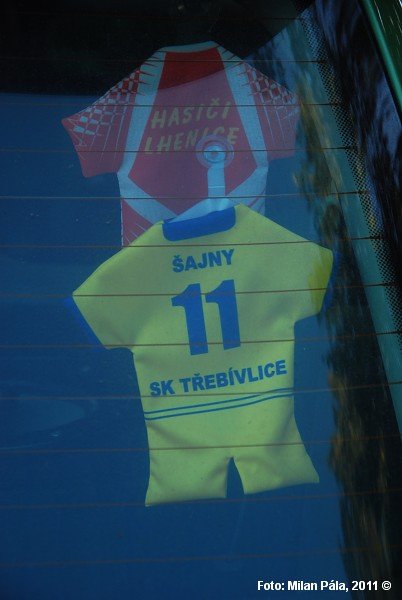 HASIČI
LHENICE
ŠAJNY
11
SK TŘEBÍVLICE
Foto: Milan Pála, 2011 ©